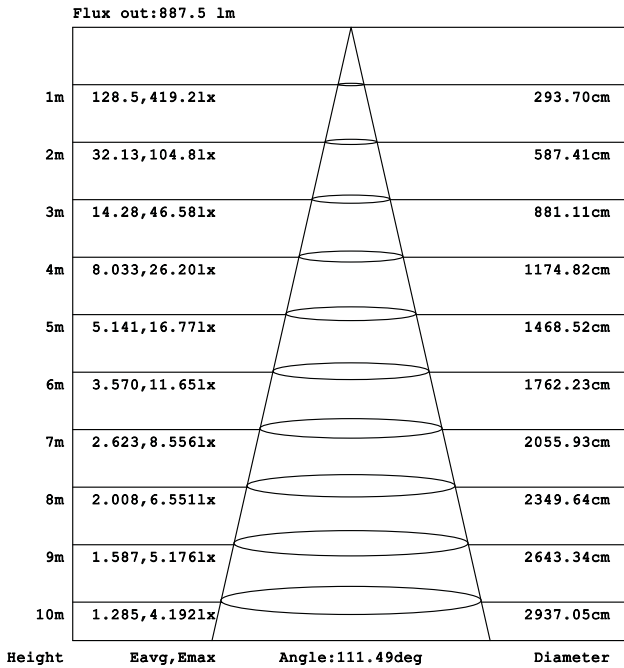 Flux out:887.5 lm
1m 128.5,419.2lx 293.70cm
2m 32.13,104.8lx 587.41cm
3m 14.28,46.58lx 881.11cm
4m 8.033,26.20lx 1174.82cm
5m 5.141,16.77lx 1468.52cm
6m 3.570,11.65lx 1762.23cm
7m 2.623,8.556lx 2055.93cm
8m 2.008,6.551lx 2349.64cm
9m 1.587,5.176lx 2643.34cm
10m 1.285,4.192lx 2937.05cm
Height Eavg,Emax Angle:111.49deg Diameter